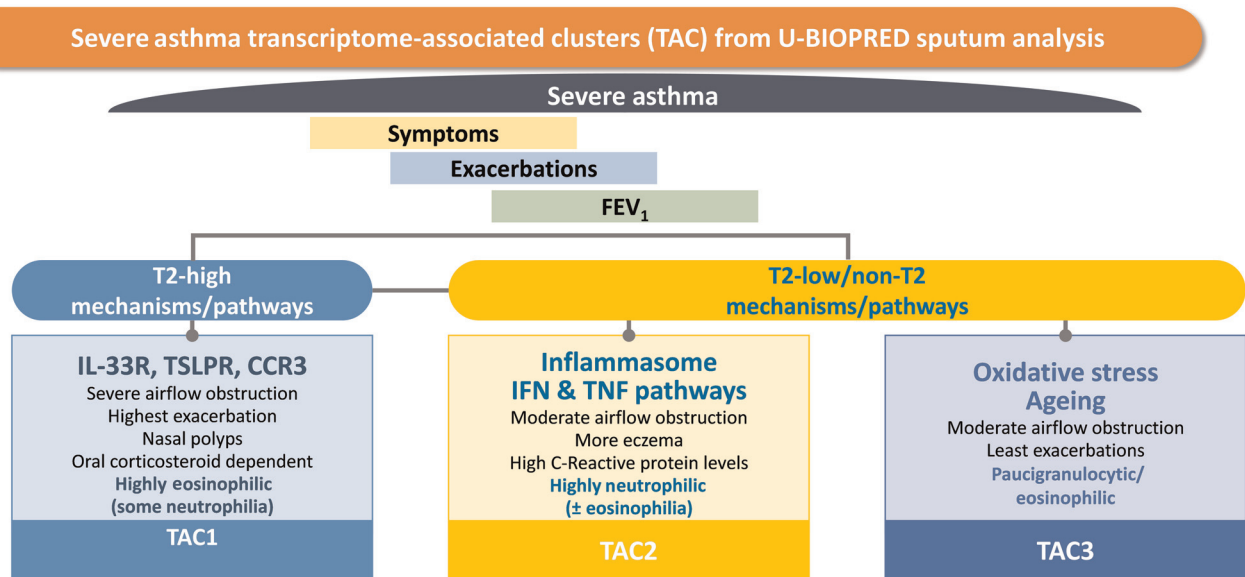 Severe asthma transcriptome-associated clusters (TAC) from U-BIOPRED sputum analysis
Severe asthma
Symptoms
Exacerbations
FEV₁
T2-high
mechanisms/pathways
T2-low/non-T2
mechanisms/pathways
IL-33R, TSLPR, CCR3
Severe airflow obstruction
Highest exacerbation
Nasal polyps
Oral corticosteroid dependent
Highly eosinophilic
(some neutrophilia)
TAC1
Inflammasome
IFN & TNF pathways
Moderate airflow obstruction
More eczema
High C-Reactive protein levels
Highly neutrophilic
(± eosinophilia)
TAC2
Oxidative stress
Ageing
Moderate airflow obstruction
Least exacerbations
Paucigranulocytic/
eosinophilic
TAC3